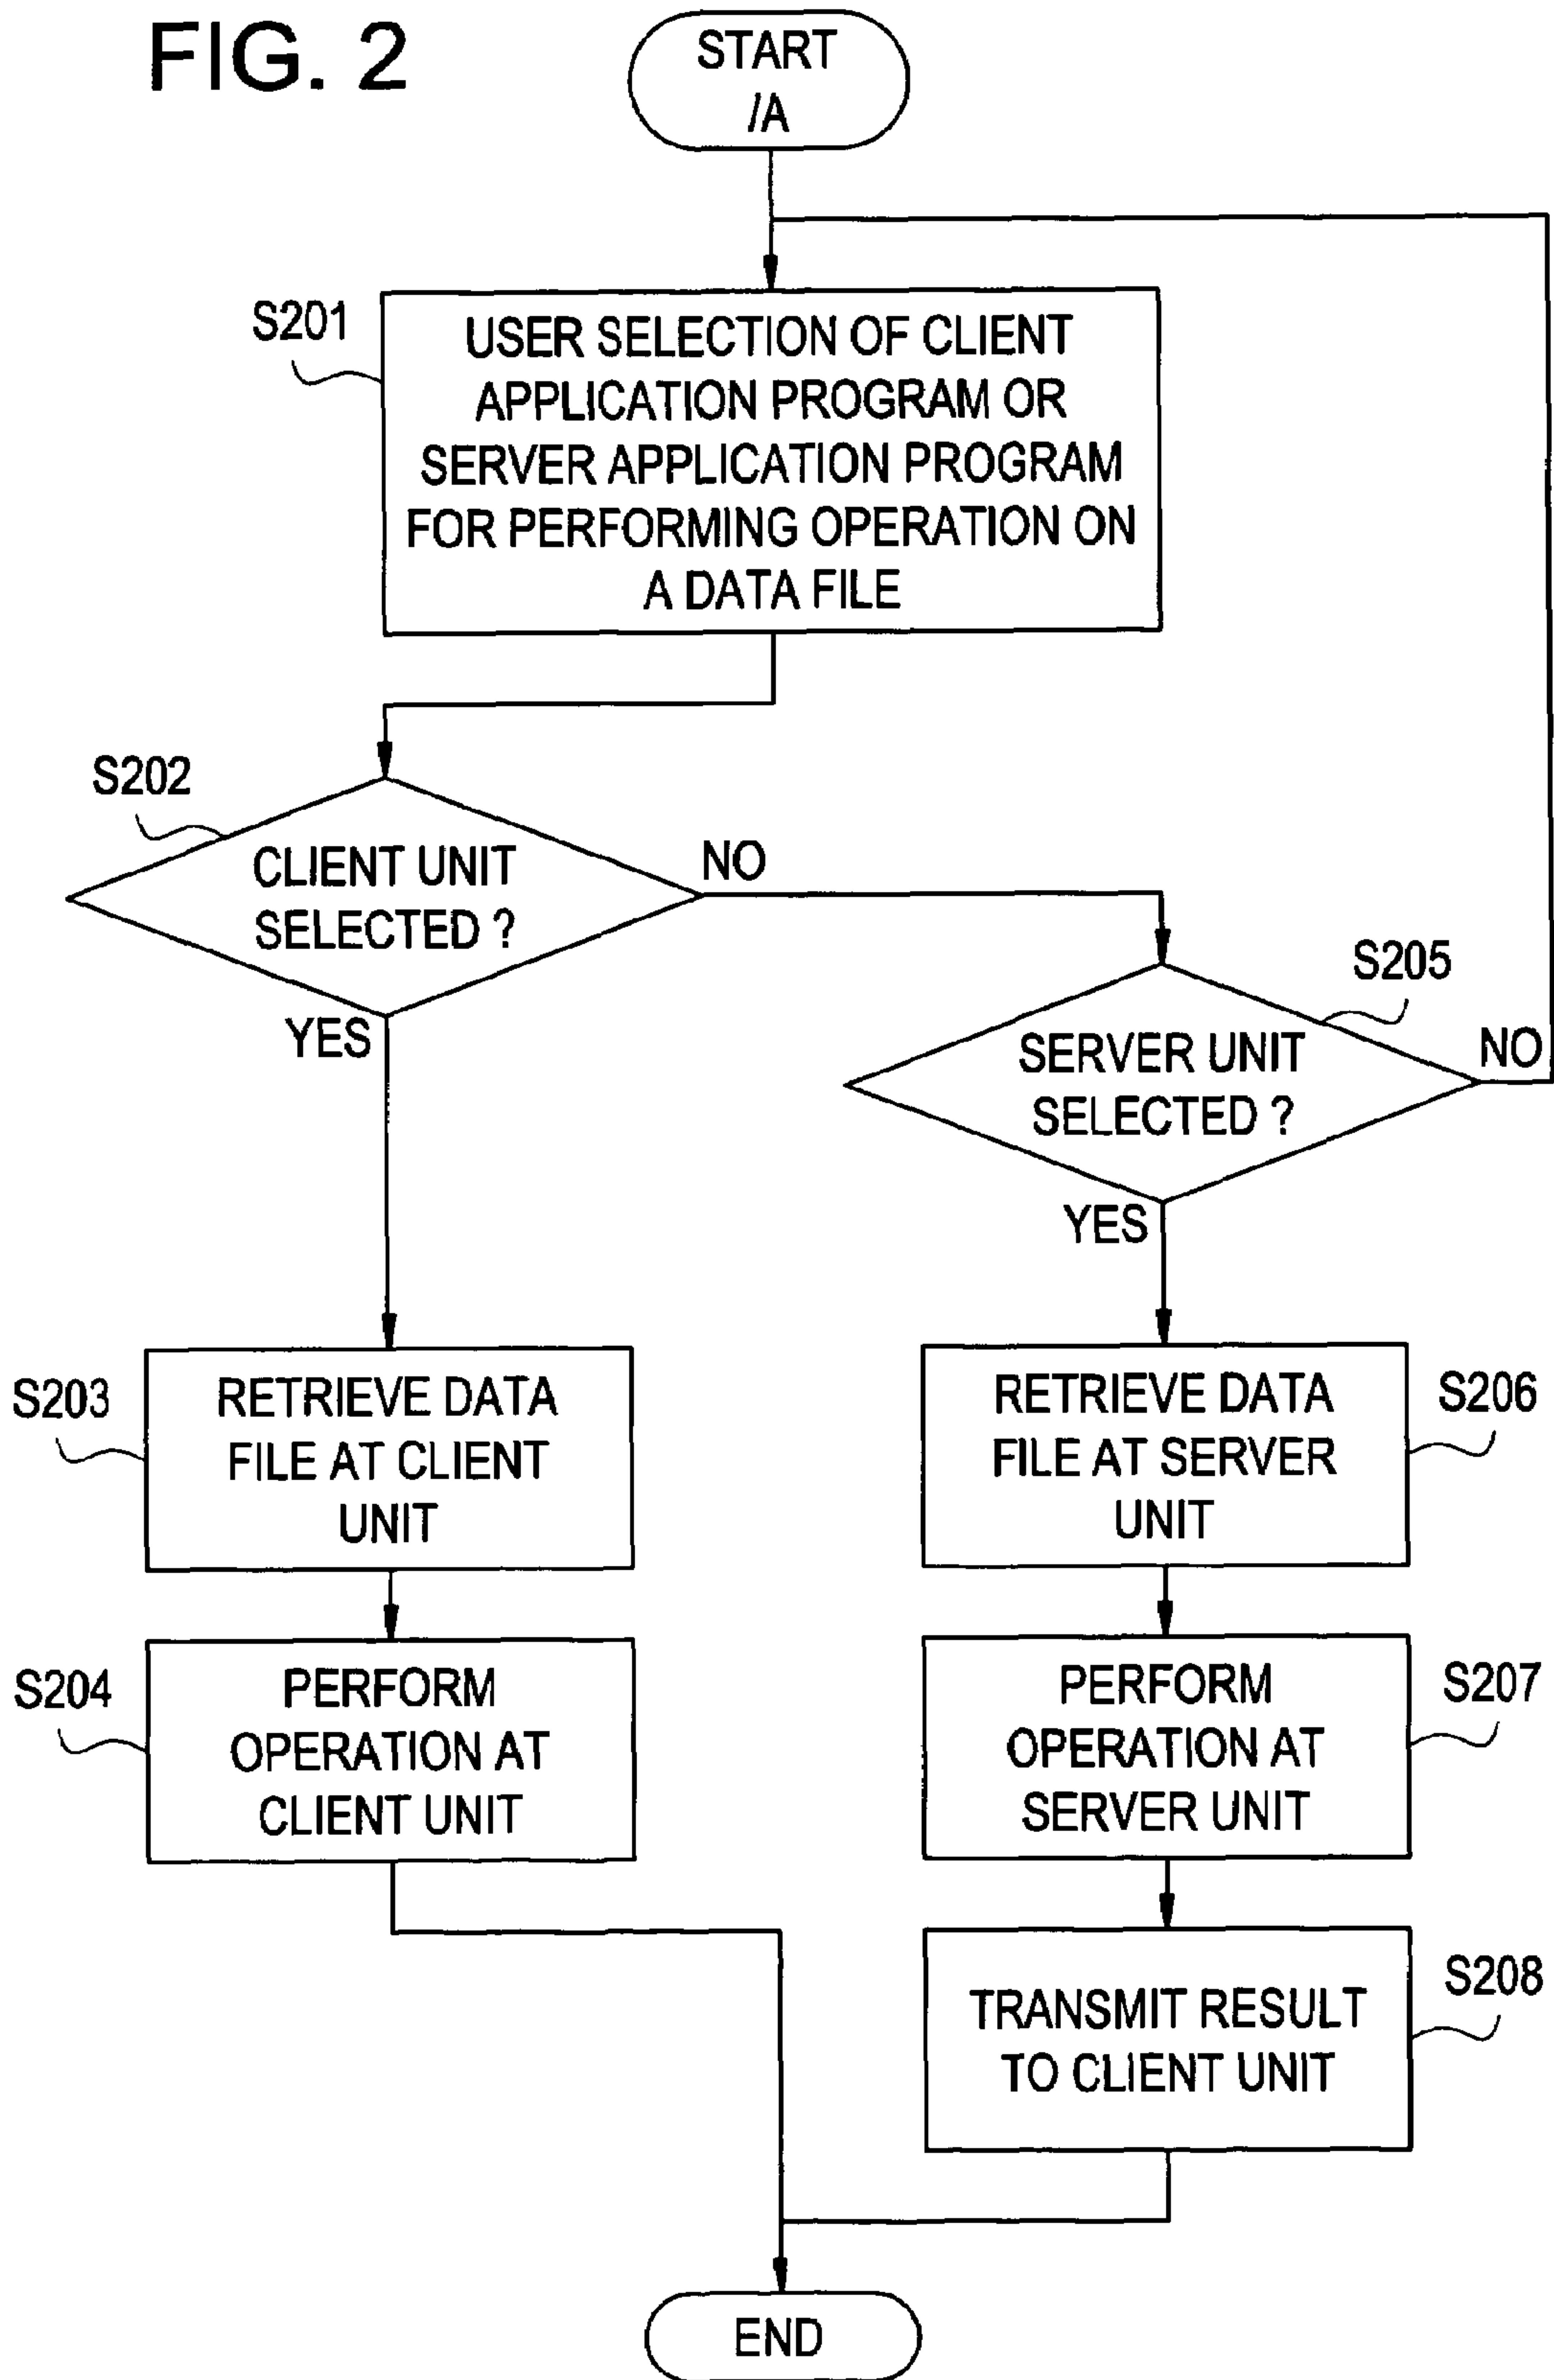 FIG. 2
START
/A
S201
USER SELECTION OF CLIENT
APPLICATION PROGRAM OR
SERVER APPLICATION PROGRAM
FOR PERFORMING OPERATION ON
A DATA FILE
S202
CLIENT UNIT
SELECTED ?
NO
YES
S205
SERVER UNIT
SELECTED ?
NO
YES
S203
RETRIEVE DATA
FILE AT CLIENT
UNIT
S206
RETRIEVE DATA
FILE AT SERVER
UNIT
S204
PERFORM
OPERATION AT
CLIENT UNIT
S207
PERFORM
OPERATION AT
SERVER UNIT
S208
TRANSMIT RESULT
TO CLIENT UNIT
END